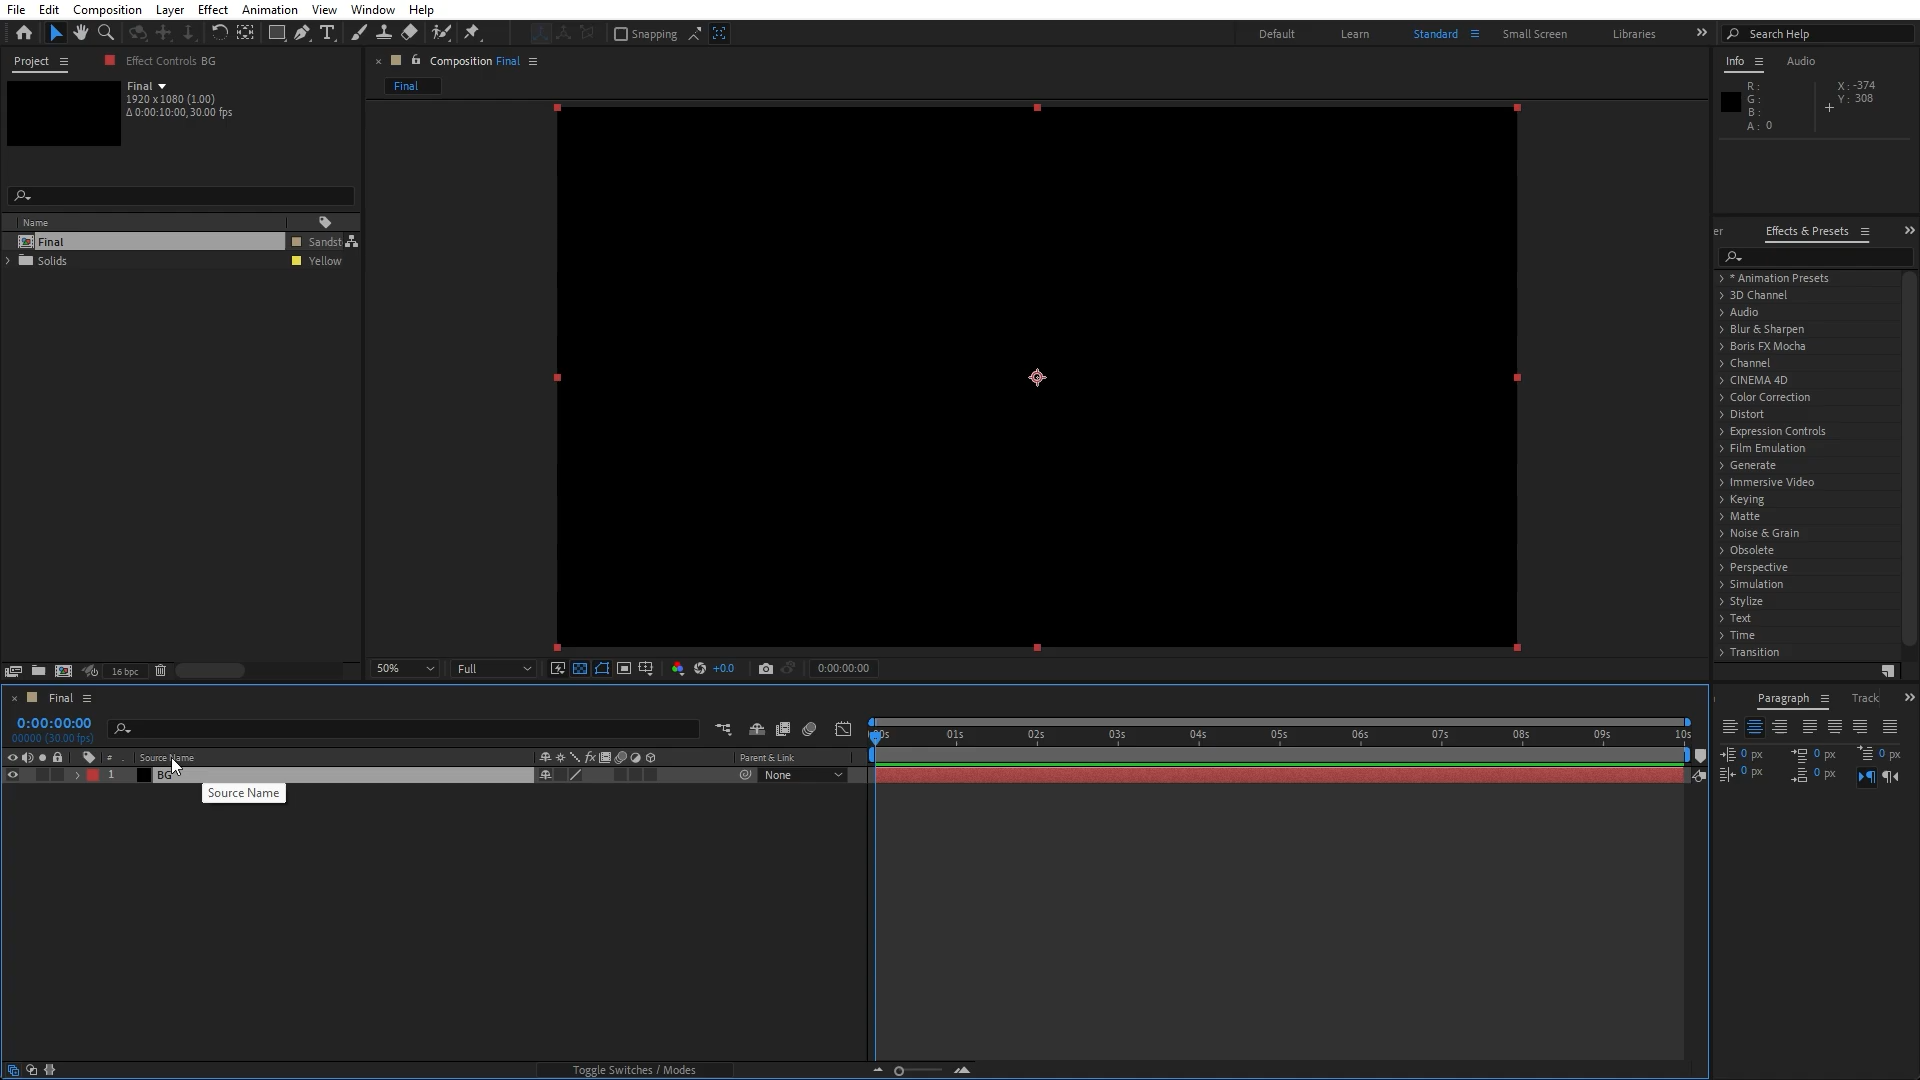 File Edit Composition Layer Effect Animation View Window Help
Snapping
Default Learn Standard Small Screen Libraries
Search Help
Project
Effect Controls BG
Composition Final
Info
Audio
Final
Final
1920 x 1080 (1.00)
Δ 0:00:10:00, 30.00 fps
R :
G :
B :
A : 0
X : -374
Y : 308
Name
Final
Sandst
Solids
Yellow
er
Effects & Presets
* Animation Presets
3D Channel
Audio
Blur & Sharpen
Boris FX Mocha
Channel
CINEMA 4D
Color Correction
Distort
Expression Controls
Film Emulation
Generate
Immersive Video
Keying
Matte
Noise & Grain
Obsolete
Perspective
Simulation
Stylize
Text
Time
Transition
16 bpc
50%
Full
+0.0
0:00:00:00
Final
0:00:00:00
00000 (30.00 fps)
Source Name
Parent & Link
1
BG
None
Source Name
:00s 01s 02s 03s 04s 05s 06s 07s 08s 09s 10s
Paragraph
Track
0 px 0 px 0 px
0 px 0 px
Toggle Switches / Modes